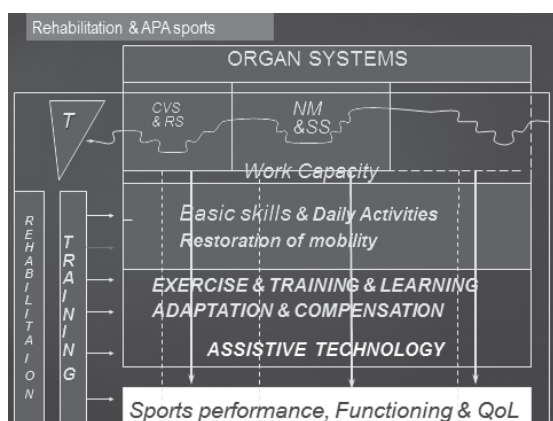 Rehabilitation & APA sports
ORGAN SYSTEMS
T
CVS
& RS
NM
&SS
Work Capacity
Basic skills & Daily Activities
Restoration of mobility
EXERCISE & TRAINING & LEARNING
ADAPTATION & COMPENSATION
ASSISTIVE TECHNOLOGY
Sports performance, Functioning & QoL
REHABILITAION
TRAINING